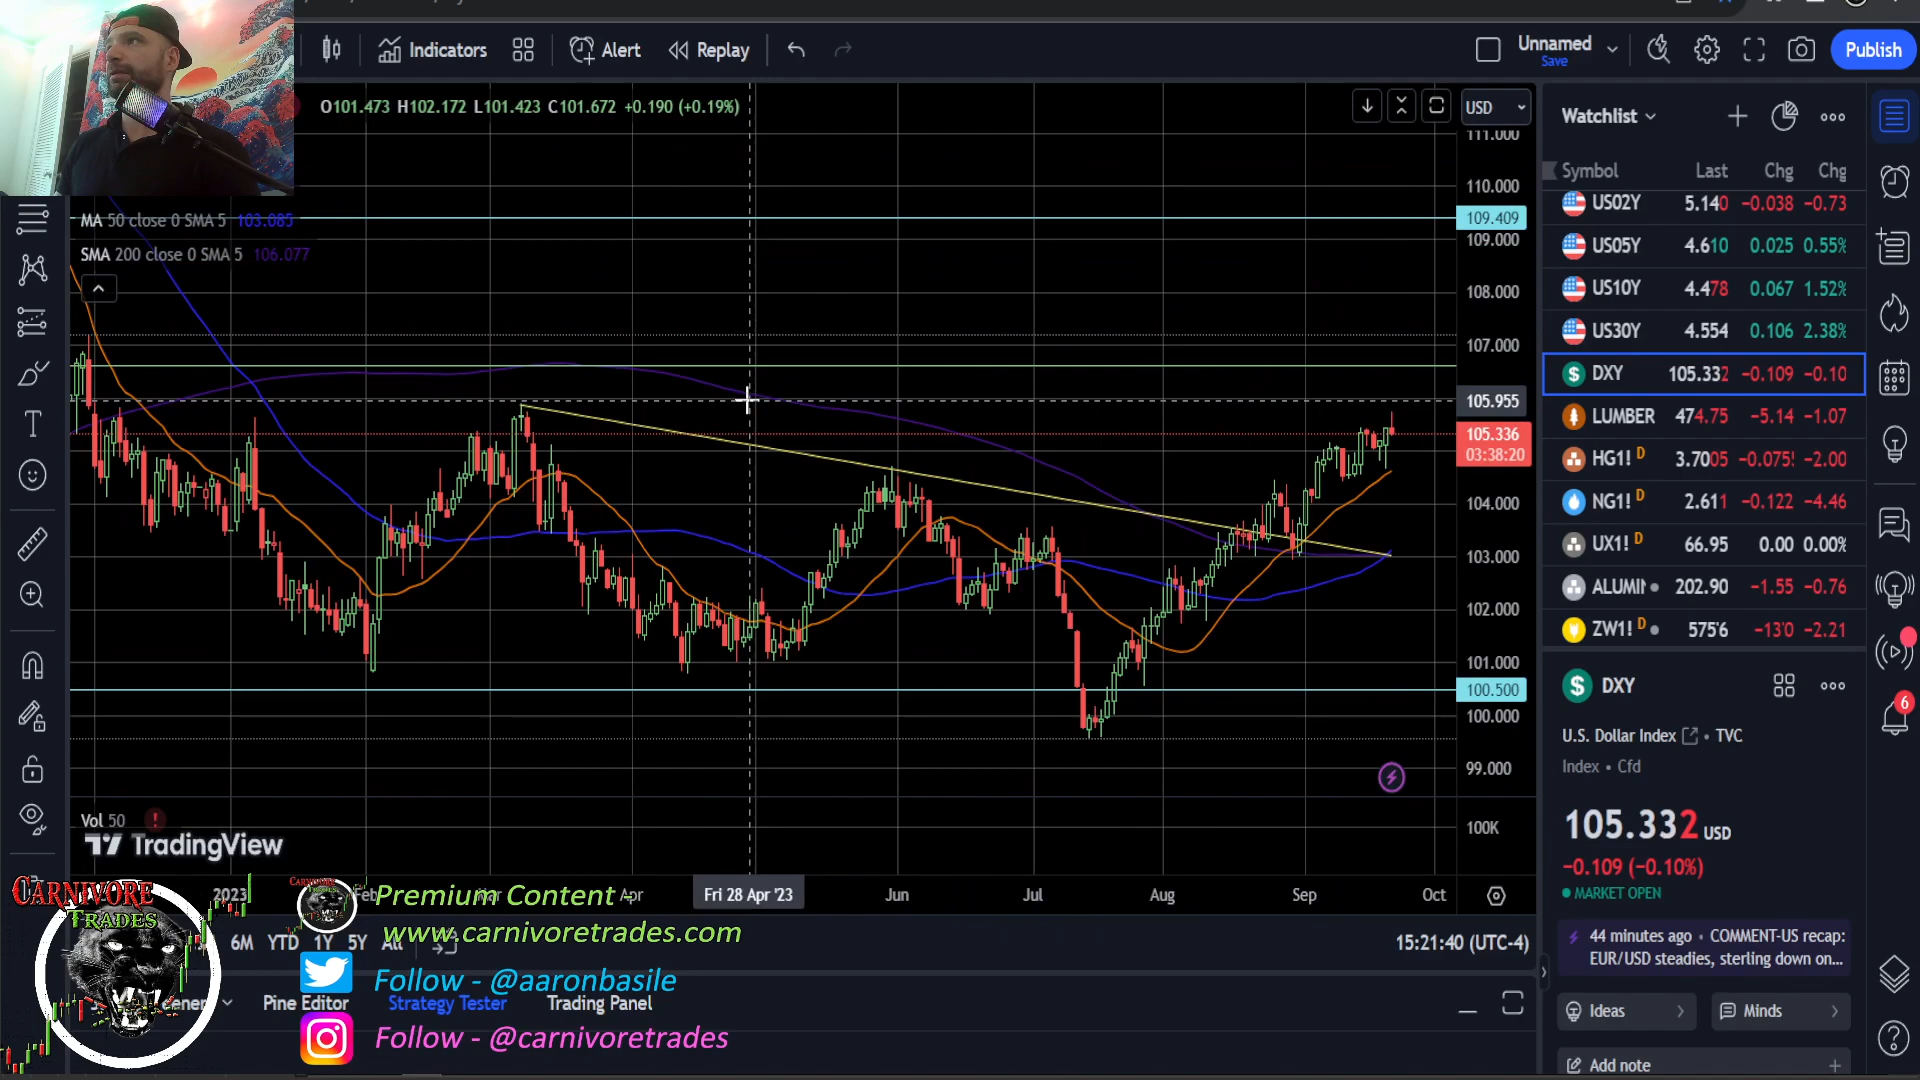 Indicators
Alert
Replay
Unnamed
Save
Publish
O101.473 H102.172 L101.423 C101.672 +0.190 (+0.19%)
USD
MA 50 close 0 SMA 5 103.085
SMA 200 close 0 SMA 5 106.077
111.000
110.000
109.409
109.000
108.000
107.000
105.955
105.336
03:38:20
104.000
103.000
102.000
101.000
100.500
100.000
99.000
100K
Vol 50
TradingView
2023
Feb
Mar
Apr
Fri 28 Apr '23
Jun
Jul
Aug
Sep
Oct
6M YTD 1Y 5Y All
15:21:40 (UTC-4)
Pine Editor
Strategy Tester
Trading Panel
CARNIVORE
TRADES
Premium Content -
www.carnivoretrades.com
Follow - @aaronbasile
Follow - @carnivoretrades
Watchlist
Symbol Last Chg Chg
US02Y 5.140 −0.038 −0.73
US05Y 4.610 0.025 0.55%
US10Y 4.478 0.067 1.52%
US30Y 4.554 0.106 2.38%
DXY 105.332 −0.109 −0.10
LUMBER 474.75 −5.14 −1.07
HG1! D 3.7005 −0.075 −2.00
NG1! D 2.611 −0.122 −4.46
UX1! D 66.95 0.00 0.00%
ALUMIN 202.90 −1.55 −0.76
ZW1! D 575'6 −13'0 −2.21
DXY
U.S. Dollar Index • TVC
Index • Cfd
105.332 USD
−0.109 (−0.10%)
MARKET OPEN
44 minutes ago • COMMENT-US recap:
EUR/USD steadies, sterling down on...
Ideas
Minds
Add note
6